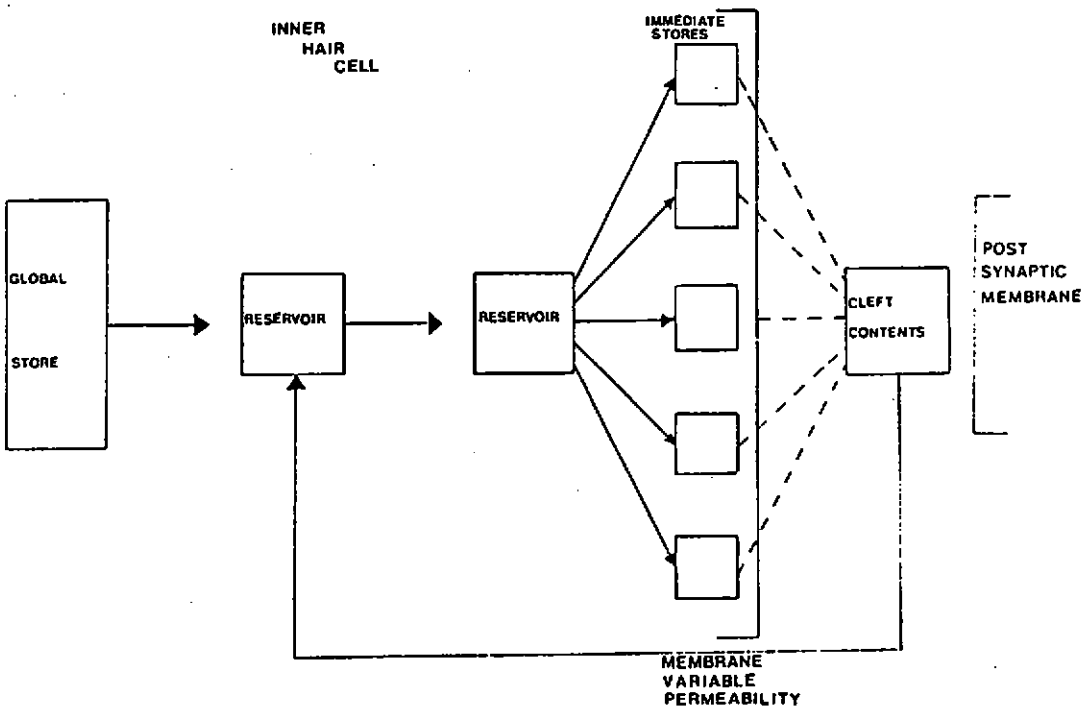 INNER
HAIR
CELL
IMMEDIATE
STORES
GLOBAL
STORE
RESERVOIR
RESERVOIR
CLEFT
CONTENTS
POST
SYNAPTIC
MEMBRANE
MEMBRANE
VARIABLE
PERMEABILITY